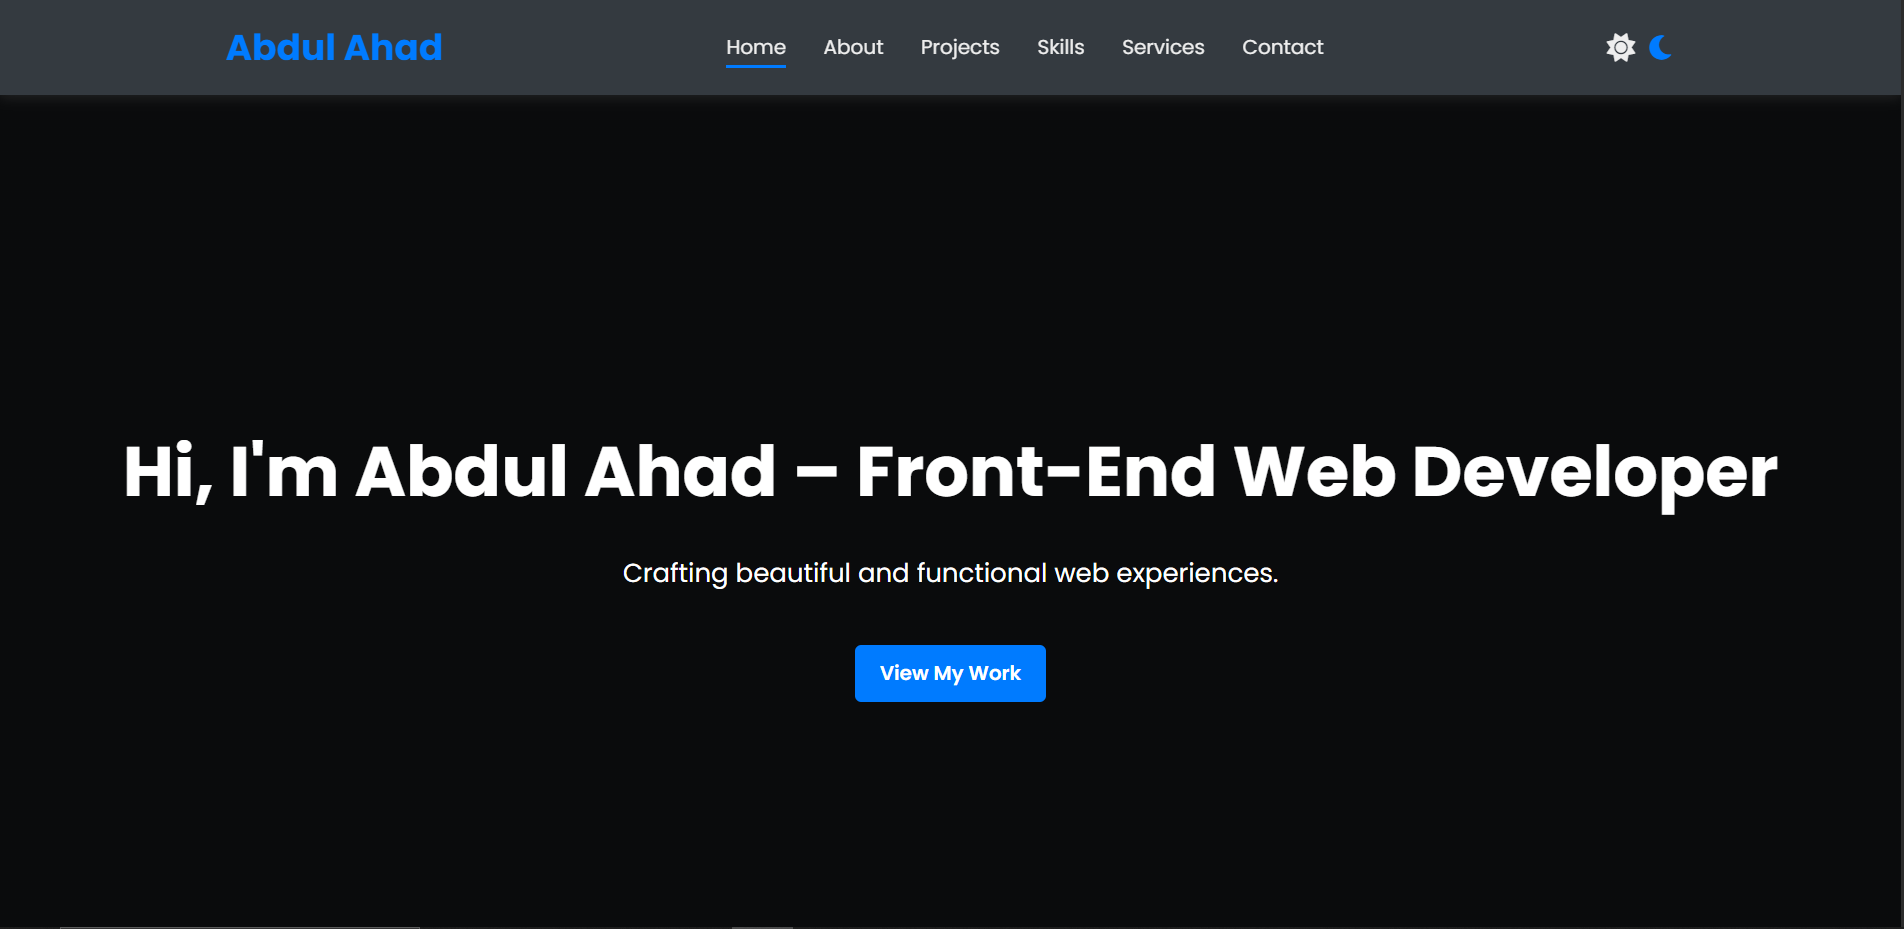 Abdul Ahad
Home About Projects Skills Services Contact
Hi, I'm Abdul Ahad – Front-End Web Developer
Crafting beautiful and functional web experiences.
View My Work